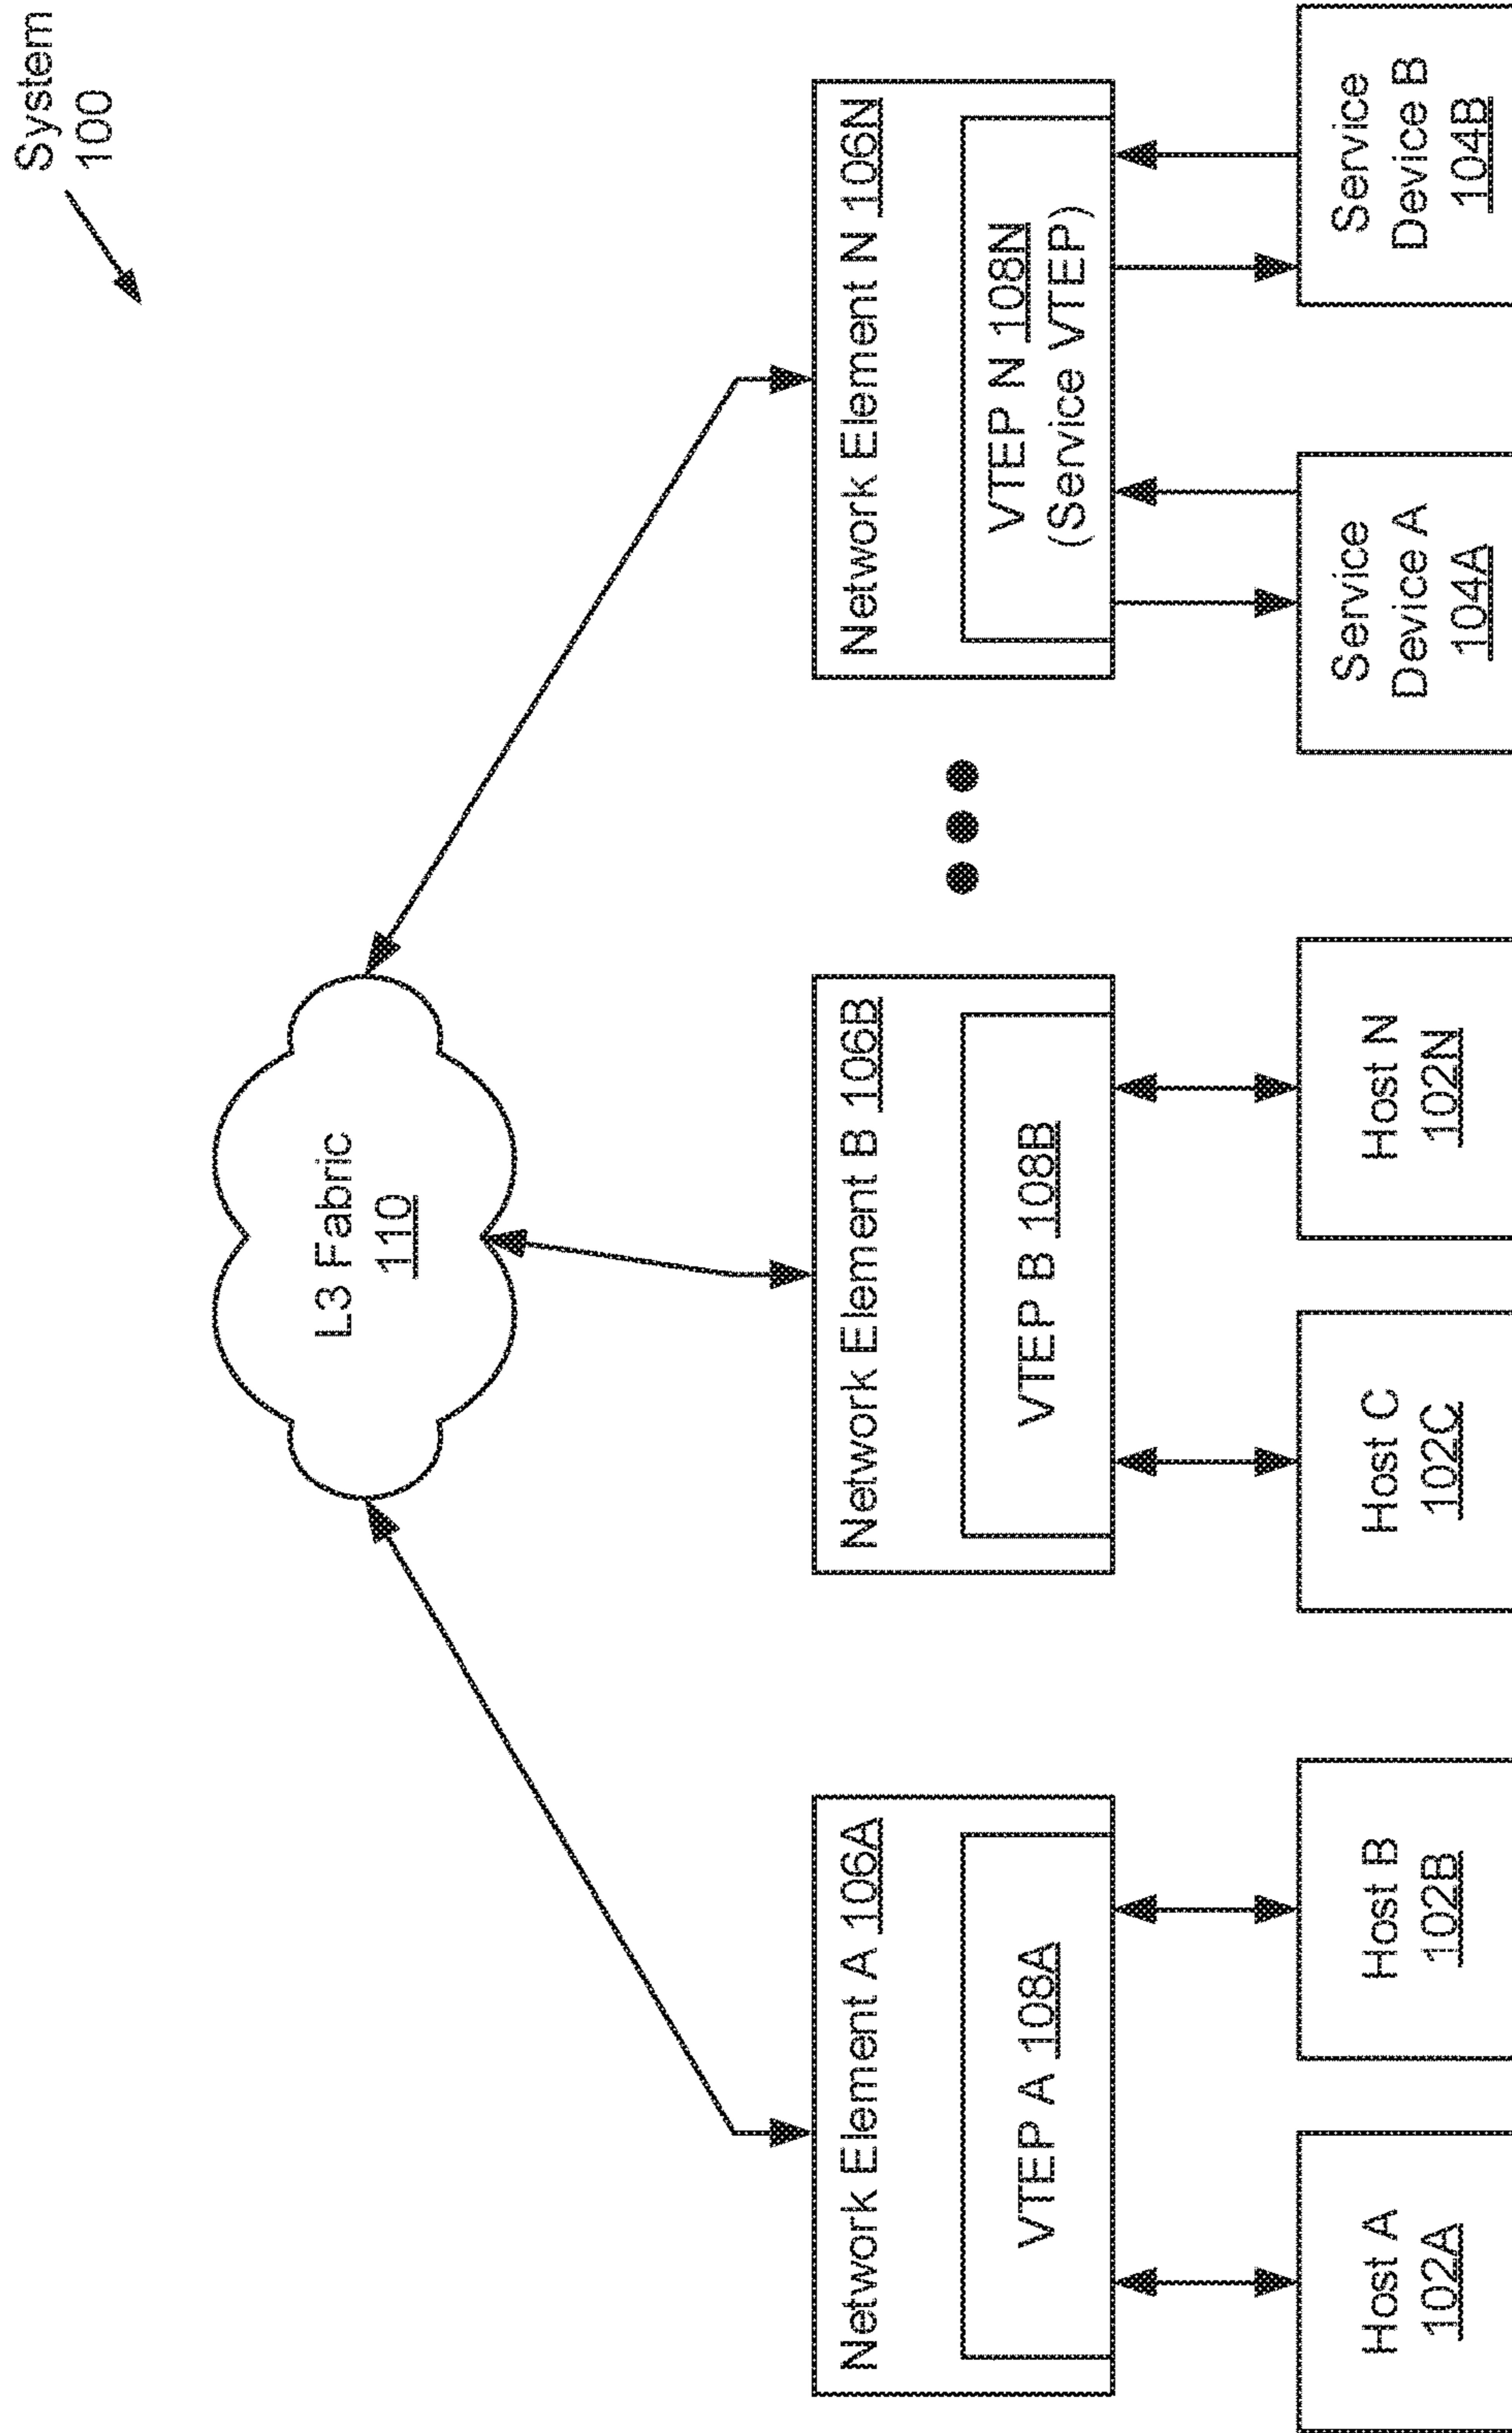 System
100
L3 Fabric
110
Network Element A 106A
VTEP A 108A
Network Element B 106B
VTEP B 108B
Network Element N 106N
VTEP N 108N
(Service VTEP)
Host A
102A
Host B
102B
Host C
102C
Host N
102N
Service
Device A
104A
Service
Device B
104B